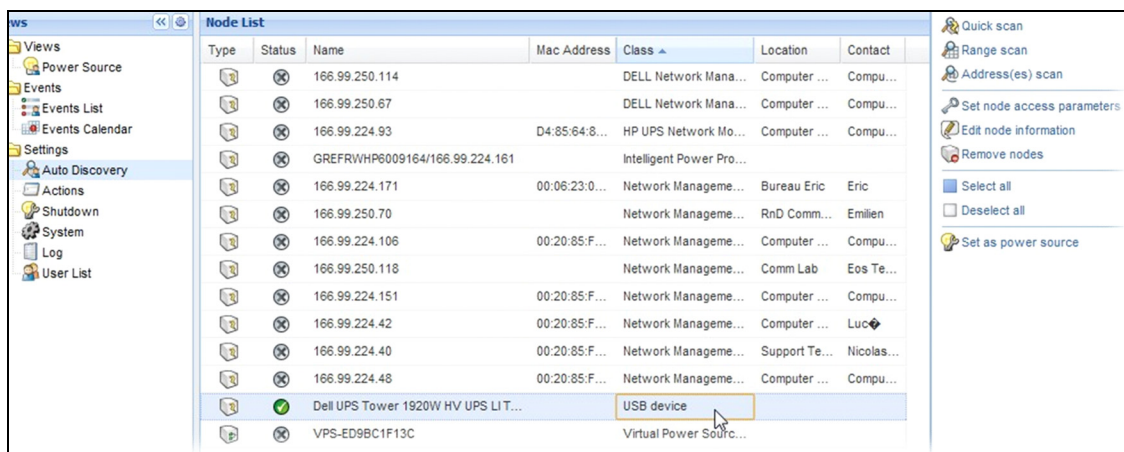 ws
Node List
Views
Power Source
Events
Events List
Events Calendar
Settings
Auto Discovery
Actions
Shutdown
System
Log
User List
Type Status Name Mac Address Class Location Contact
166.99.250.114 DELL Network Mana... Computer ... Compu...
166.99.250.67 DELL Network Mana... Computer ... Compu...
166.99.224.93 D4:85:64:8... HP UPS Network Mo... Computer ... Compu...
GREFRWHP6009164/166.99.224.161 Intelligent Power Pro...
166.99.224.171 00:06:23:0... Network Manageme... Bureau Eric Eric
166.99.250.70 Network Manageme... RnD Comm... Emilien
166.99.224.106 00:20:85:F... Network Manageme... Computer ... Compu...
166.99.250.118 Network Manageme... Comm Lab Eos Te...
166.99.224.151 00:20:85:F... Network Manageme... Computer ... Compu...
166.99.224.42 00:20:85:F... Network Manageme... Computer ... Luc�
166.99.224.40 00:20:85:F... Network Manageme... Support Te... Nicolas...
166.99.224.48 00:20:85:F... Network Manageme... Computer ... Compu...
Dell UPS Tower 1920W HV UPS LI T... USB device
VPS-ED9BC1F13C Virtual Power Sourc...
Quick scan
Range scan
Address(es) scan
Set node access parameters
Edit node information
Remove nodes
Select all
Deselect all
Set as power source